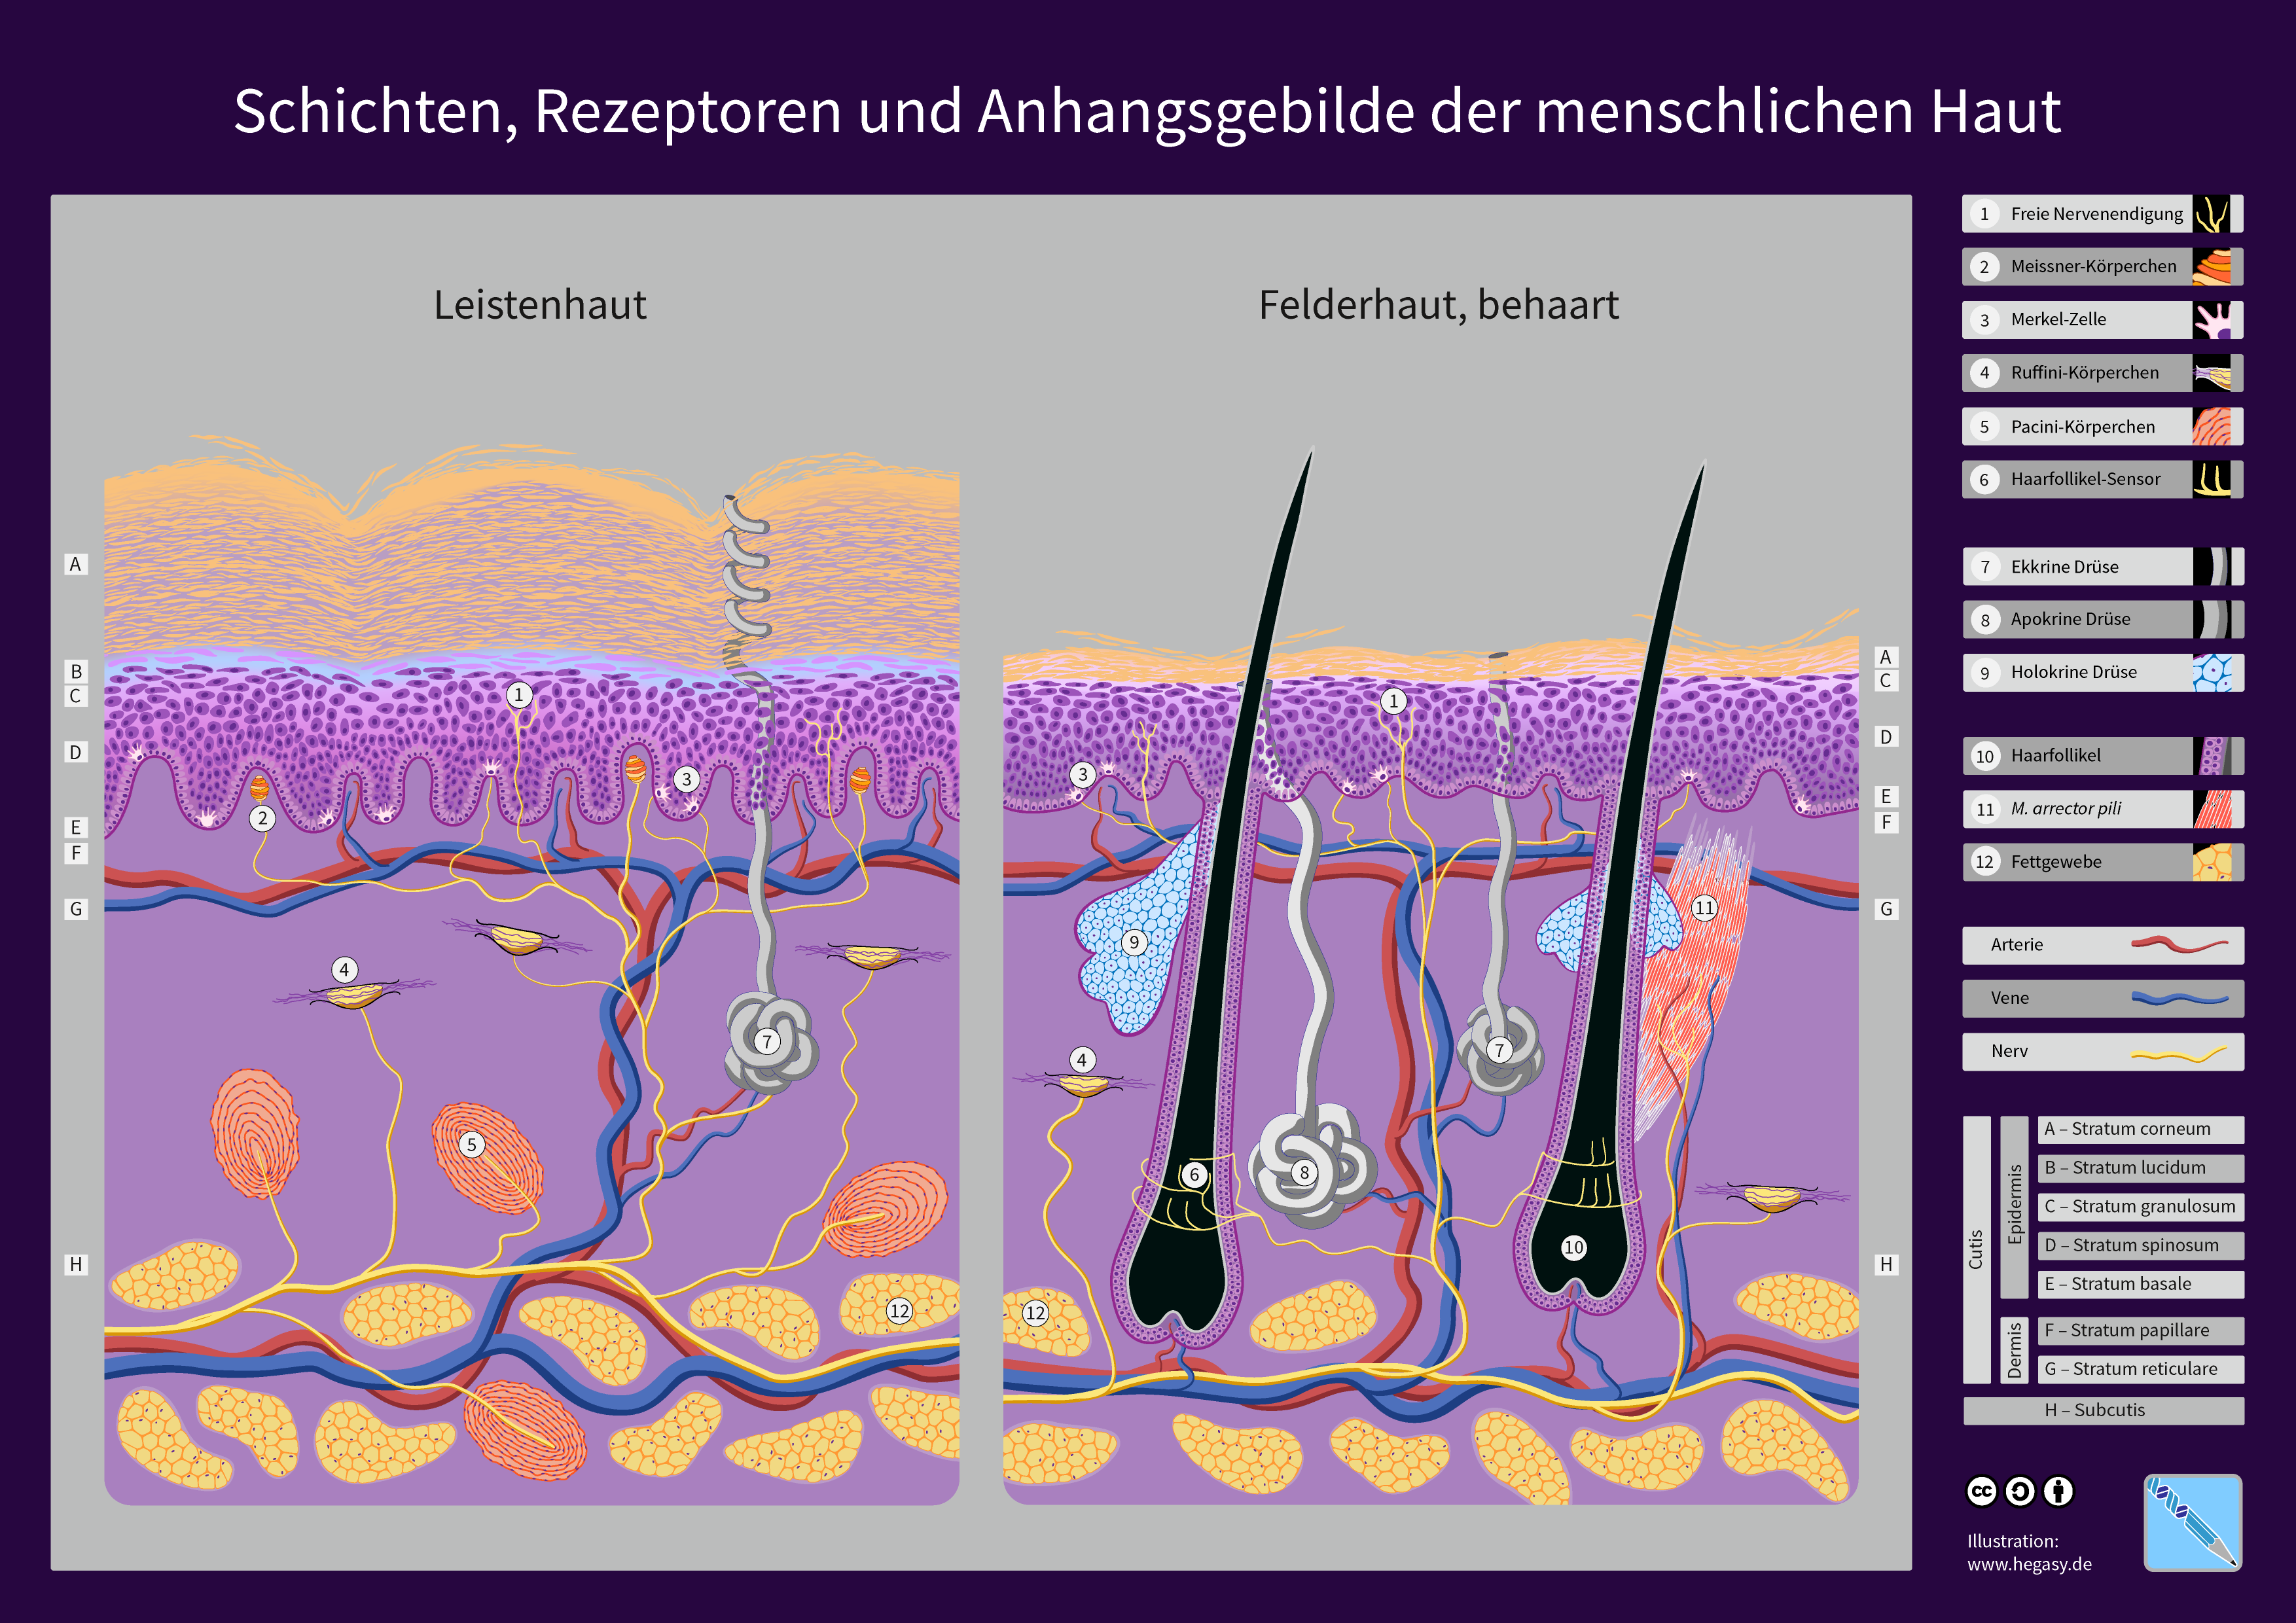 Schichten, Rezeptoren und Anhangsgebilde der menschlichen Haut
Leistenhaut
A
B
C
D
E
F
G
H
1
2
3
4
5
7
12
Felderhaut, behaart
1
3
4
6
7
8
9
10
11
12
A
C
D
E
F
G
H
1 Freie Nervenendigung
2 Meissner-Körperchen
3 Merkel-Zelle
4 Ruffini-Körperchen
5 Pacini-Körperchen
6 Haarfollikel-Sensor
7 Ekkrine Drüse
8 Apokrine Drüse
9 Holokrine Drüse
10 Haarfollikel
11 M. arrector pili
12 Fettgewebe
Arterie
Vene
Nerv
Cutis
Epidermis
A – Stratum corneum
B – Stratum lucidum
C – Stratum granulosum
D – Stratum spinosum
E – Stratum basale
Dermis
F – Stratum papillare
G – Stratum reticulare
H – Subcutis
cc
Illustration:
www.hegasy.de